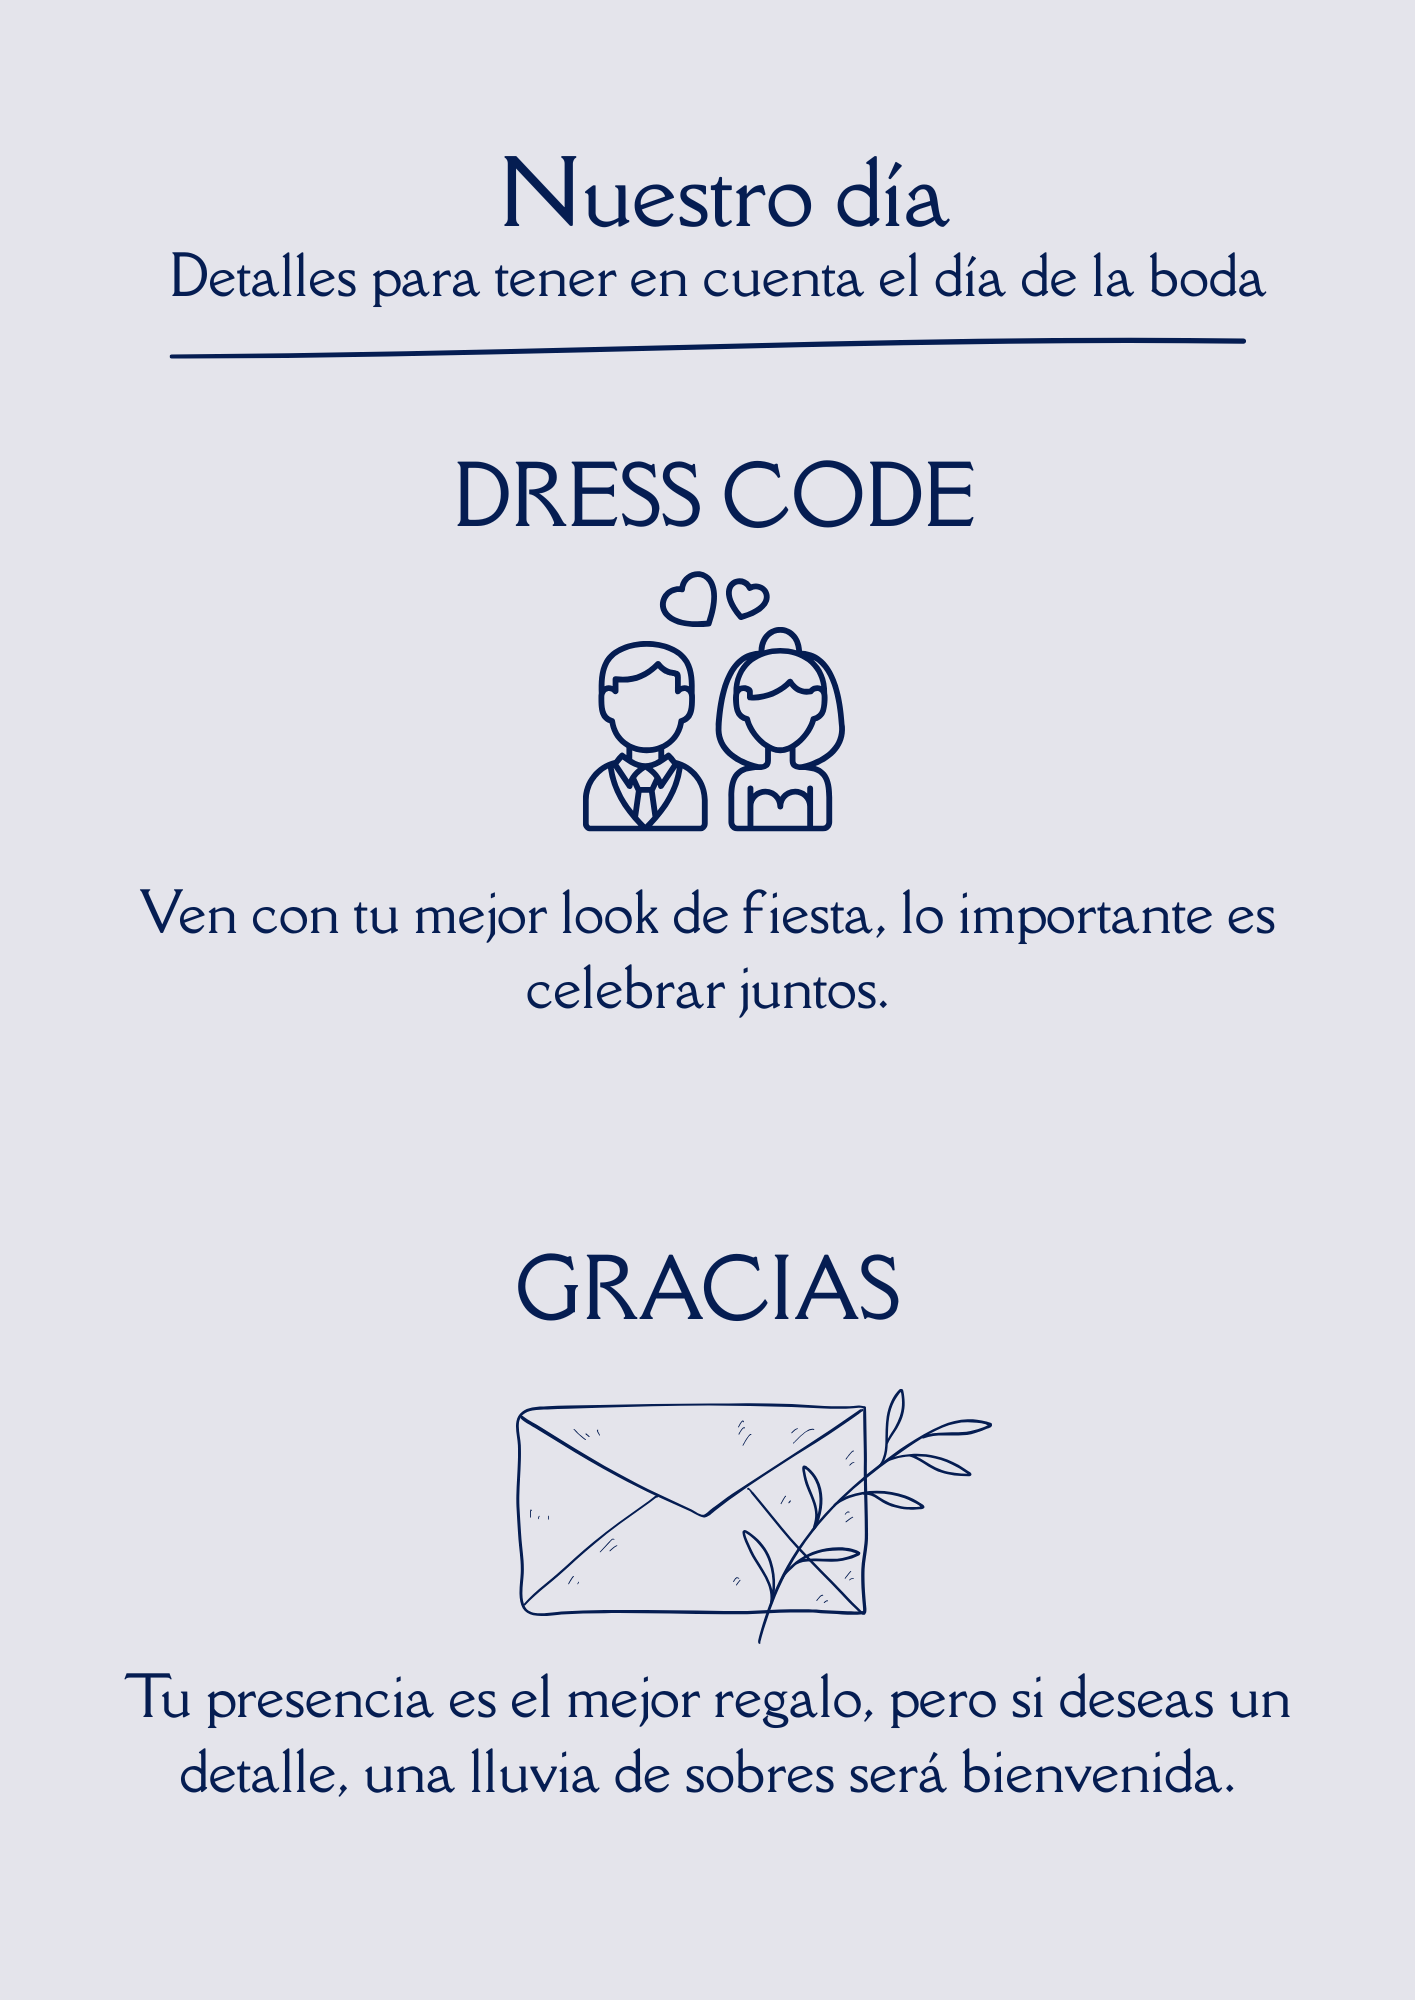 Nuestro día
Detalles para tener en cuenta el día de la boda
DRESS CODE
Ven con tu mejor look de fiesta, lo importante es
celebrar juntos.
GRACIAS
Tu presencia es el mejor regalo, pero si deseas un
detalle, una lluvia de sobres será bienvenida.